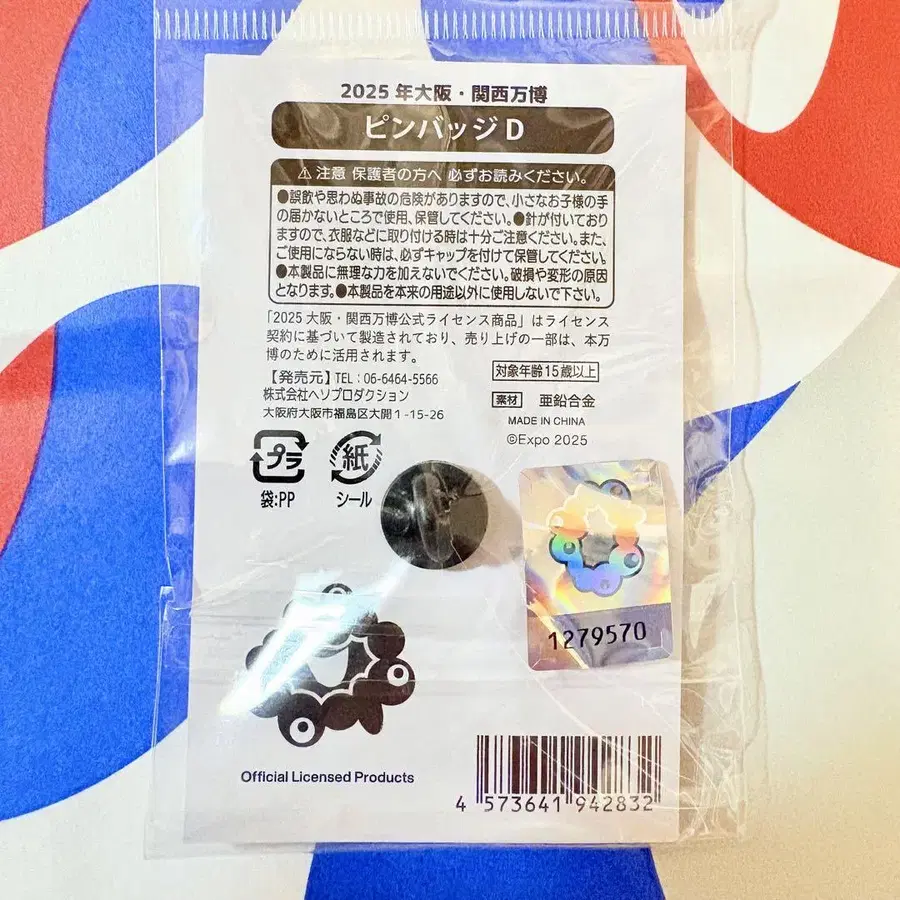 2025年大阪・関西万博
ピンバッジD
⚠注意 保護者の方へ 必ずお読みください。
●誤飲や思わぬ事故の危険がありますので、小さなお子様の手
の届かないところで使用、保管してください。●針が付いており
ますので、衣服などに取り付ける時は十分ご注意ください。また、
ご使用にならない時は、必ずキャップを付けて保管してください。
●本製品に無理な力を加えないでください。破損や変形の原因
となります。●本製品を本来の用途以外に使用しないで下さい。
「2025 大阪・関西万博公式ライセンス商品」はライセンス
契約に基づいて製造されており、売り上げの一部は、本万
博のために活用されます。
【発売元】TEL:06-6464-5566
株式会社ヘソプロダクション
大阪府大阪市福島区大開1-15-26
対象年齢15歳以上
素材 亜鉛合金
MADE IN CHINA
©Expo 2025
プラ
袋:PP
紙
シール
1279570
Official Licensed Products
4 573641 942832